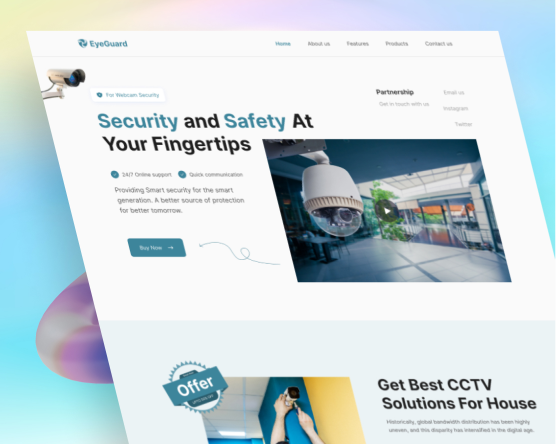 EyeGuard
Home About us Features Products Contact us
For Webcam Security
Partnership
Get in touch with us
Email us
Instagram
Twitter
Security and Safety At
Your Fingertips
24/7 Online support Quick communication
Providing Smart security for the smart
generation. A better source of protection
for better tomorrow.
Buy Now
Offer
Get Best CCTV
Solutions For House
Historically, global bandwidth distribution has been highly
uneven, and this disparity has intensified in the digital age.